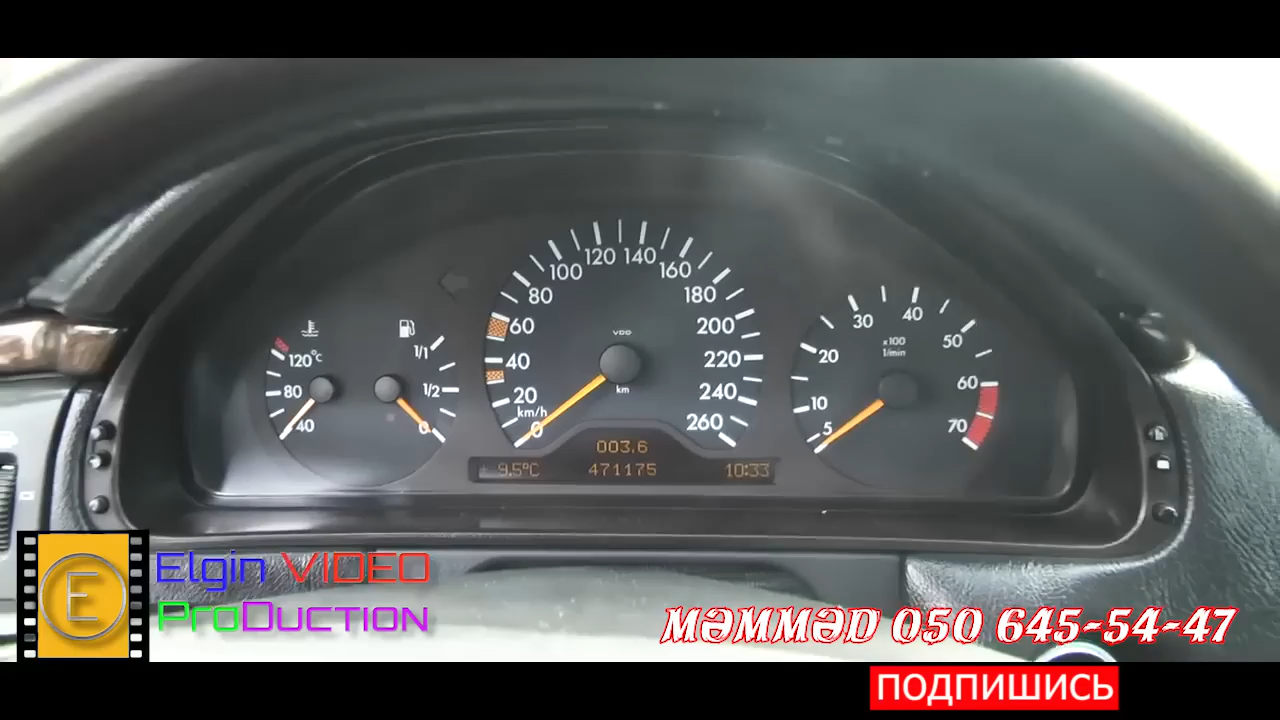 120 140
100 160
80 180
60 200
40 220
20 240
km/h
0 260
VDO
km
120°C
80
40
1/1
1/2
0
30 40
20 50
10 60
5 70
x100
1/min
003.6
+ 9.5°C 471175 10:33
E
Elgin VIDEO
ProDUCTION
MƏMMƏD 050 645-54-47
ПОДПИШИСЬ